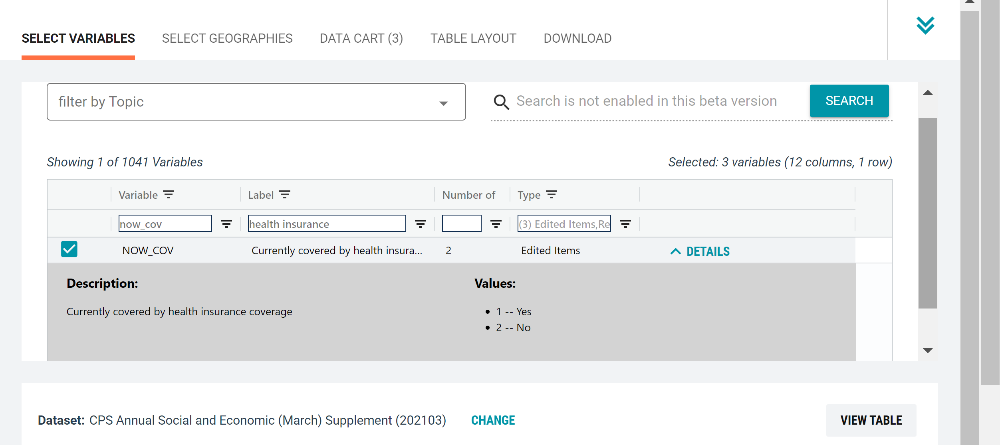 SELECT VARIABLES SELECT GEOGRAPHIES DATA CART (3) TABLE LAYOUT DOWNLOAD
filter by Topic Search is not enabled in this beta version SEARCH
Showing 1 of 1041 Variables Selected: 3 variables (12 columns, 1 row)
Variable Label Number of Type
now_cov health insurance (3) Edited Items,Re
NOW_COV Currently covered by health insura... 2 Edited Items DETAILS
Description: Values:
Currently covered by health insurance coverage • 1 -- Yes
• 2 -- No
Dataset: CPS Annual Social and Economic (March) Supplement (202103) CHANGE VIEW TABLE